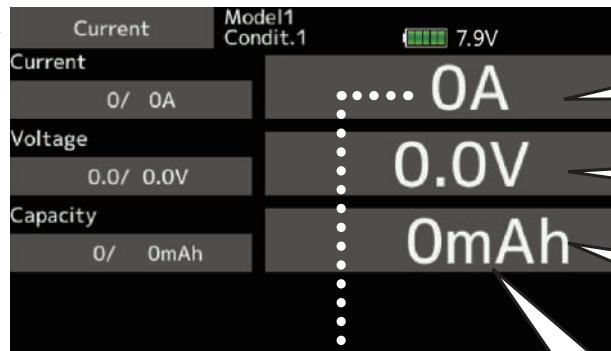 Current
Model1
Condit.1
7.9V
Current
0/ 0A
0A
Voltage
0.0/ 0.0V
0.0V
Capacity
0/ 0mAh
0mAh